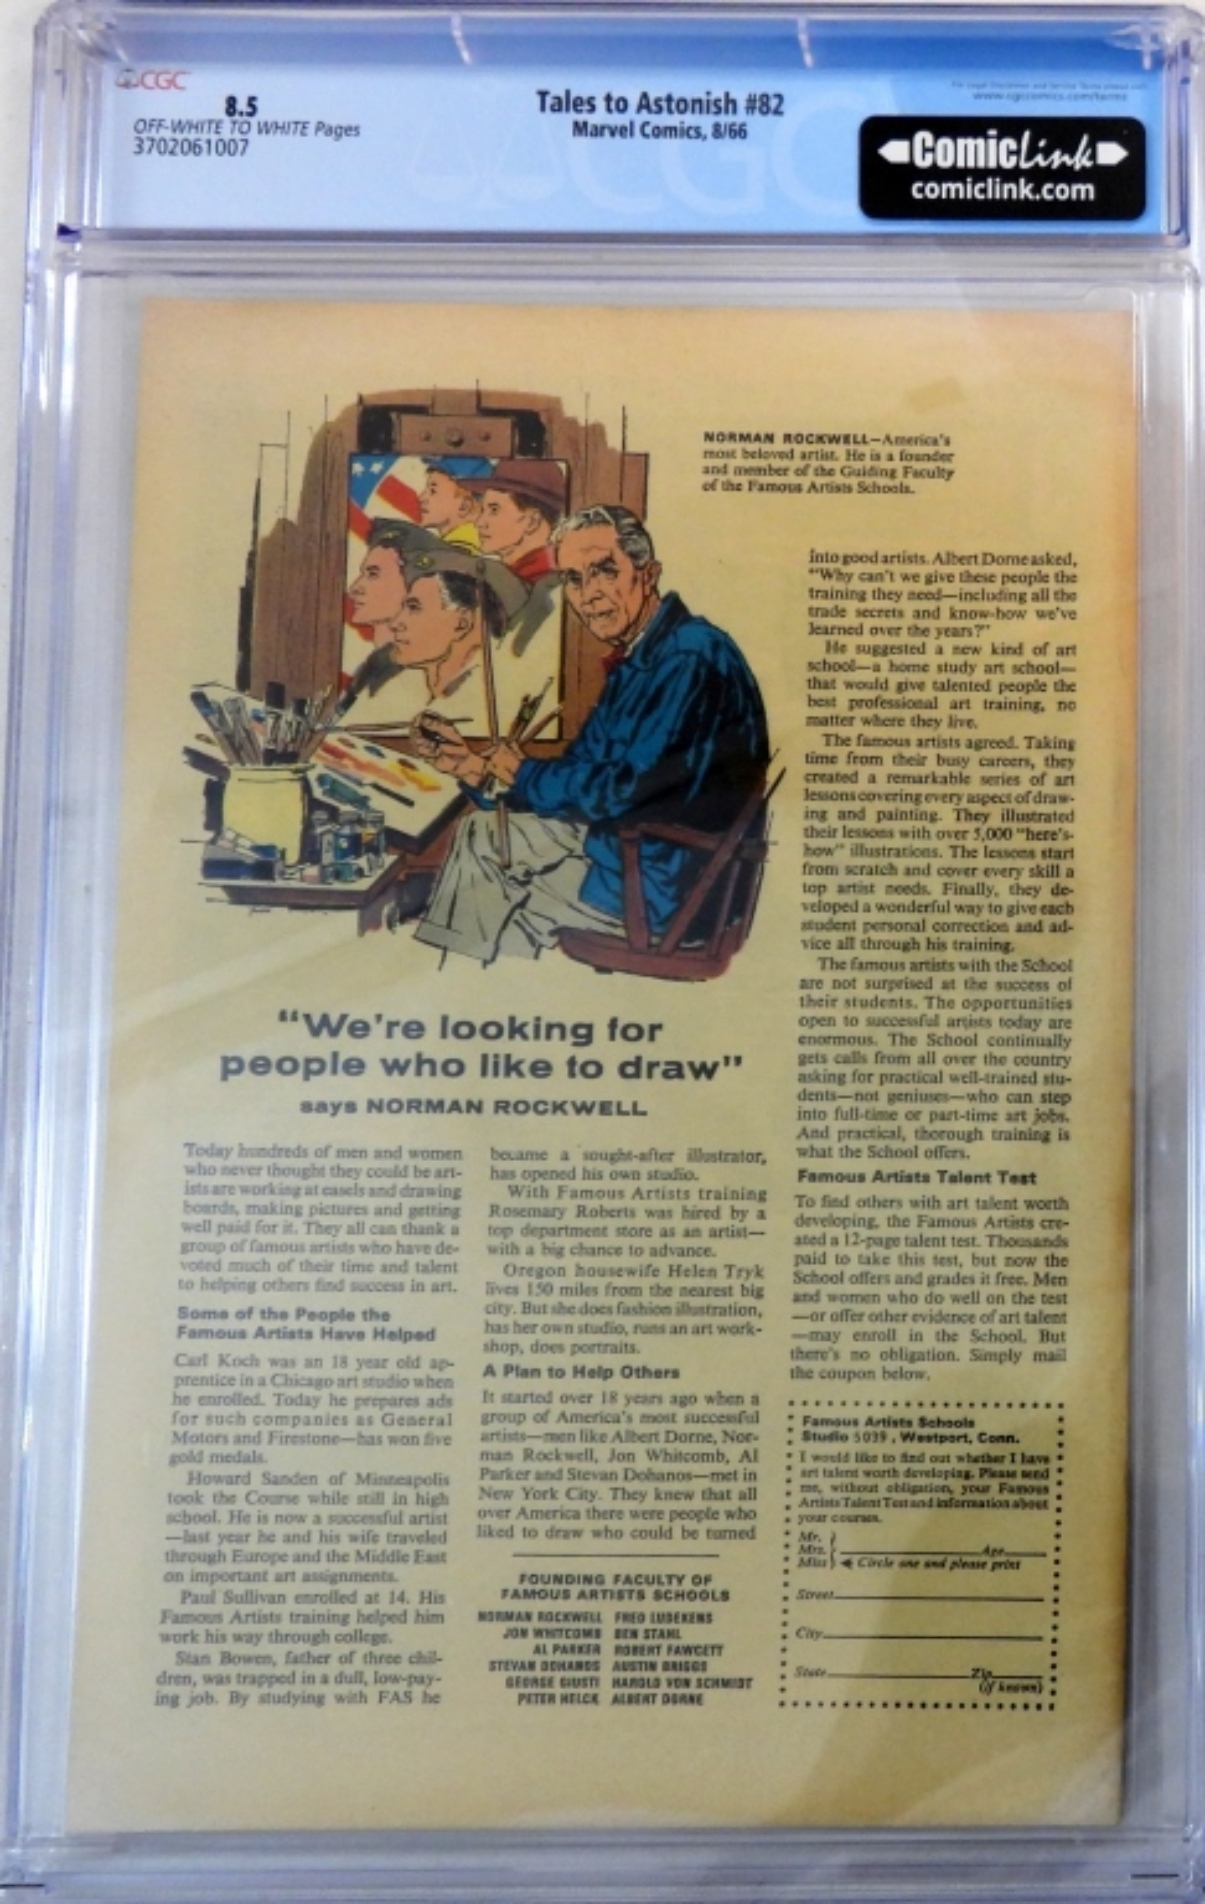 CGC
8.5
OFF-WHITE TO WHITE Pages
3702061007
Tales to Astonish #82
Marvel Comics, 8/66
www.cgccomics.com/terms
ComicLink
comiclink.com
NORMAN ROCKWELL—America's
most beloved artist. He is a founder
and member of the Guiding Faculty
of the Famous Artists Schools.
"We're looking for
people who like to draw"
says NORMAN ROCKWELL
Today hundreds of men and women
who never thought they could be art-
ists are working at easels and drawing
boards, making pictures and getting
well paid for it. They all can thank a
group of famous artists who have de-
voted much of their time and talent
to helping others find success in art.
Some of the People the
Famous Artists Have Helped
Carl Koch was an 18 year old ap-
prentice in a Chicago art studio when
he enrolled. Today he prepares ads
for such companies as General
Motors and Firestone—has won five
gold medals.
Howard Sanden of Minneapolis
took the Course while still in high
school. He is now a successful artist
—last year he and his wife traveled
through Europe and the Middle East
on important art assignments.
Paul Sullivan enrolled at 14. His
Famous Artists training helped him
work his way through college.
Stan Bowen, father of three chil-
dren, was trapped in a dull, low-pay-
ing job. By studying with FAS he
became a sought-after illustrator,
has opened his own studio.
With Famous Artists training
Rosemary Roberts was hired by a
top department store as an artist—
with a big chance to advance.
Oregon housewife Helen Tryk
lives 150 miles from the nearest big
city. But she does fashion illustration,
has her own studio, runs an art work-
shop, does portraits.
A Plan to Help Others
It started over 18 years ago when a
group of America's most successful
artists—men like Albert Dorne, Nor-
man Rockwell, Jon Whitcomb, Al
Parker and Stevan Dohanos—met in
New York City. They knew that all
over America there were people who
liked to draw who could be turned
FOUNDING FACULTY OF
FAMOUS ARTISTS SCHOOLS
NORMAN ROCKWELL FRED LUDEKENS
JON WHITCOMB BEN STAHL
AL PARKER ROBERT FAWCETT
STEVAN DOHANOS AUSTIN BRIGGS
GEORGE GIUSTI HAROLD VON SCHMIDT
PETER HELCK ALBERT DORNE
into good artists. Albert Dorne asked,
"Why can't we give these people the
training they need—including all the
trade secrets and know-how we've
learned over the years?"
He suggested a new kind of art
school—a home study art school—
that would give talented people the
best professional art training, no
matter where they live.
The famous artists agreed. Taking
time from their busy careers, they
created a remarkable series of art
lessons covering every aspect of draw-
ing and painting. They illustrated
their lessons with over 5,000 "here's-
how" illustrations. The lessons start
from scratch and cover every skill a
top artist needs. Finally, they de-
veloped a wonderful way to give each
student personal correction and ad-
vice all through his training.
The famous artists with the School
are not surprised at the success of
their students. The opportunities
open to successful artists today are
enormous. The School continually
gets calls from all over the country
asking for practical well-trained stu-
dents—not geniuses—who can step
into full-time or part-time art jobs.
And practical, thorough training is
what the School offers.
Famous Artists Talent Test
To find others with art talent worth
developing, the Famous Artists cre-
ated a 12-page talent test. Thousands
paid to take this test, but now the
School offers and grades it free. Men
and women who do well on the test
—or offer other evidence of art talent
—may enroll in the School. But
there's no obligation. Simply mail
the coupon below.
Famous Artists Schools
Studio 5039, Westport, Conn.
I would like to find out whether I have
art talent worth developing. Please send
me, without obligation, your Famous
Artists Talent Test and information about
your courses.
Mr.
Mrs. Age
Miss Circle one and please print
Street
City
State Zip
(if known)